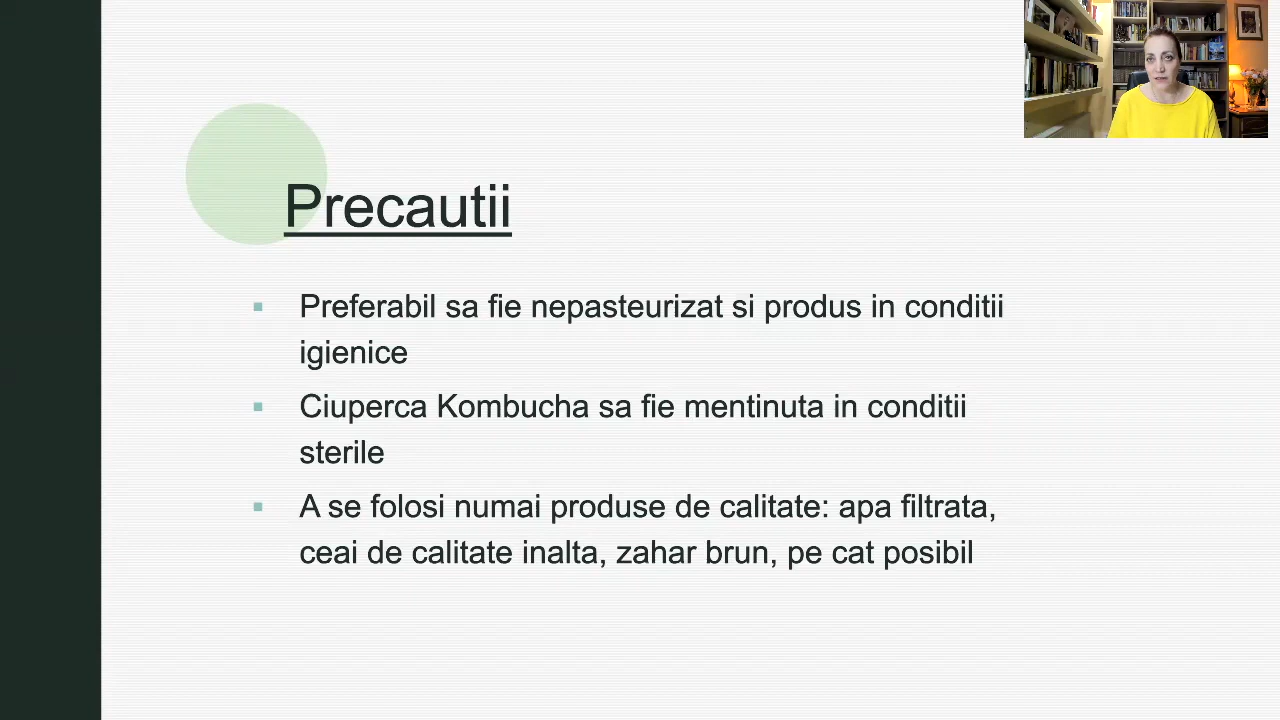 Precautii
Preferabil sa fie nepasteurizat si produs in conditii
igienice
Ciuperca Kombucha sa fie mentinuta in conditii
sterile
A se folosi numai produse de calitate: apa filtrata,
ceai de calitate inalta, zahar brun, pe cat posibil